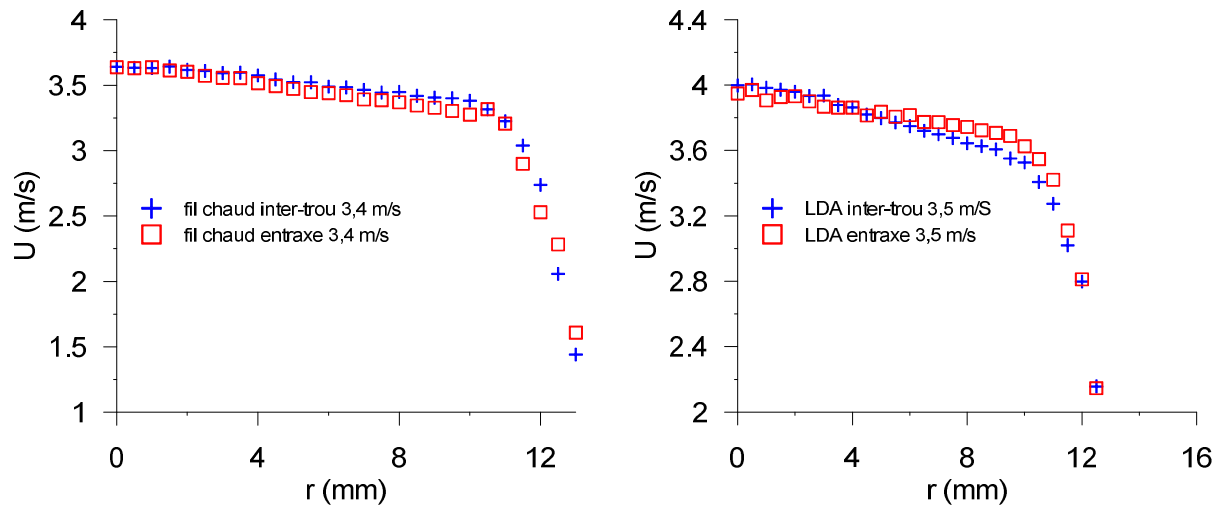 4
3.5
3
2.5
2
1.5
1
U (m/s)
fil chaud inter-trou 3,4 m/s
fil chaud entraxe 3,4 m/s
0
4
8
12
r (mm)
4.4
4
3.6
3.2
2.8
2.4
2
U (m/s)
LDA inter-trou 3,5 m/S
LDA entraxe 3,5 m/s
0
4
8
12
16
r (mm)